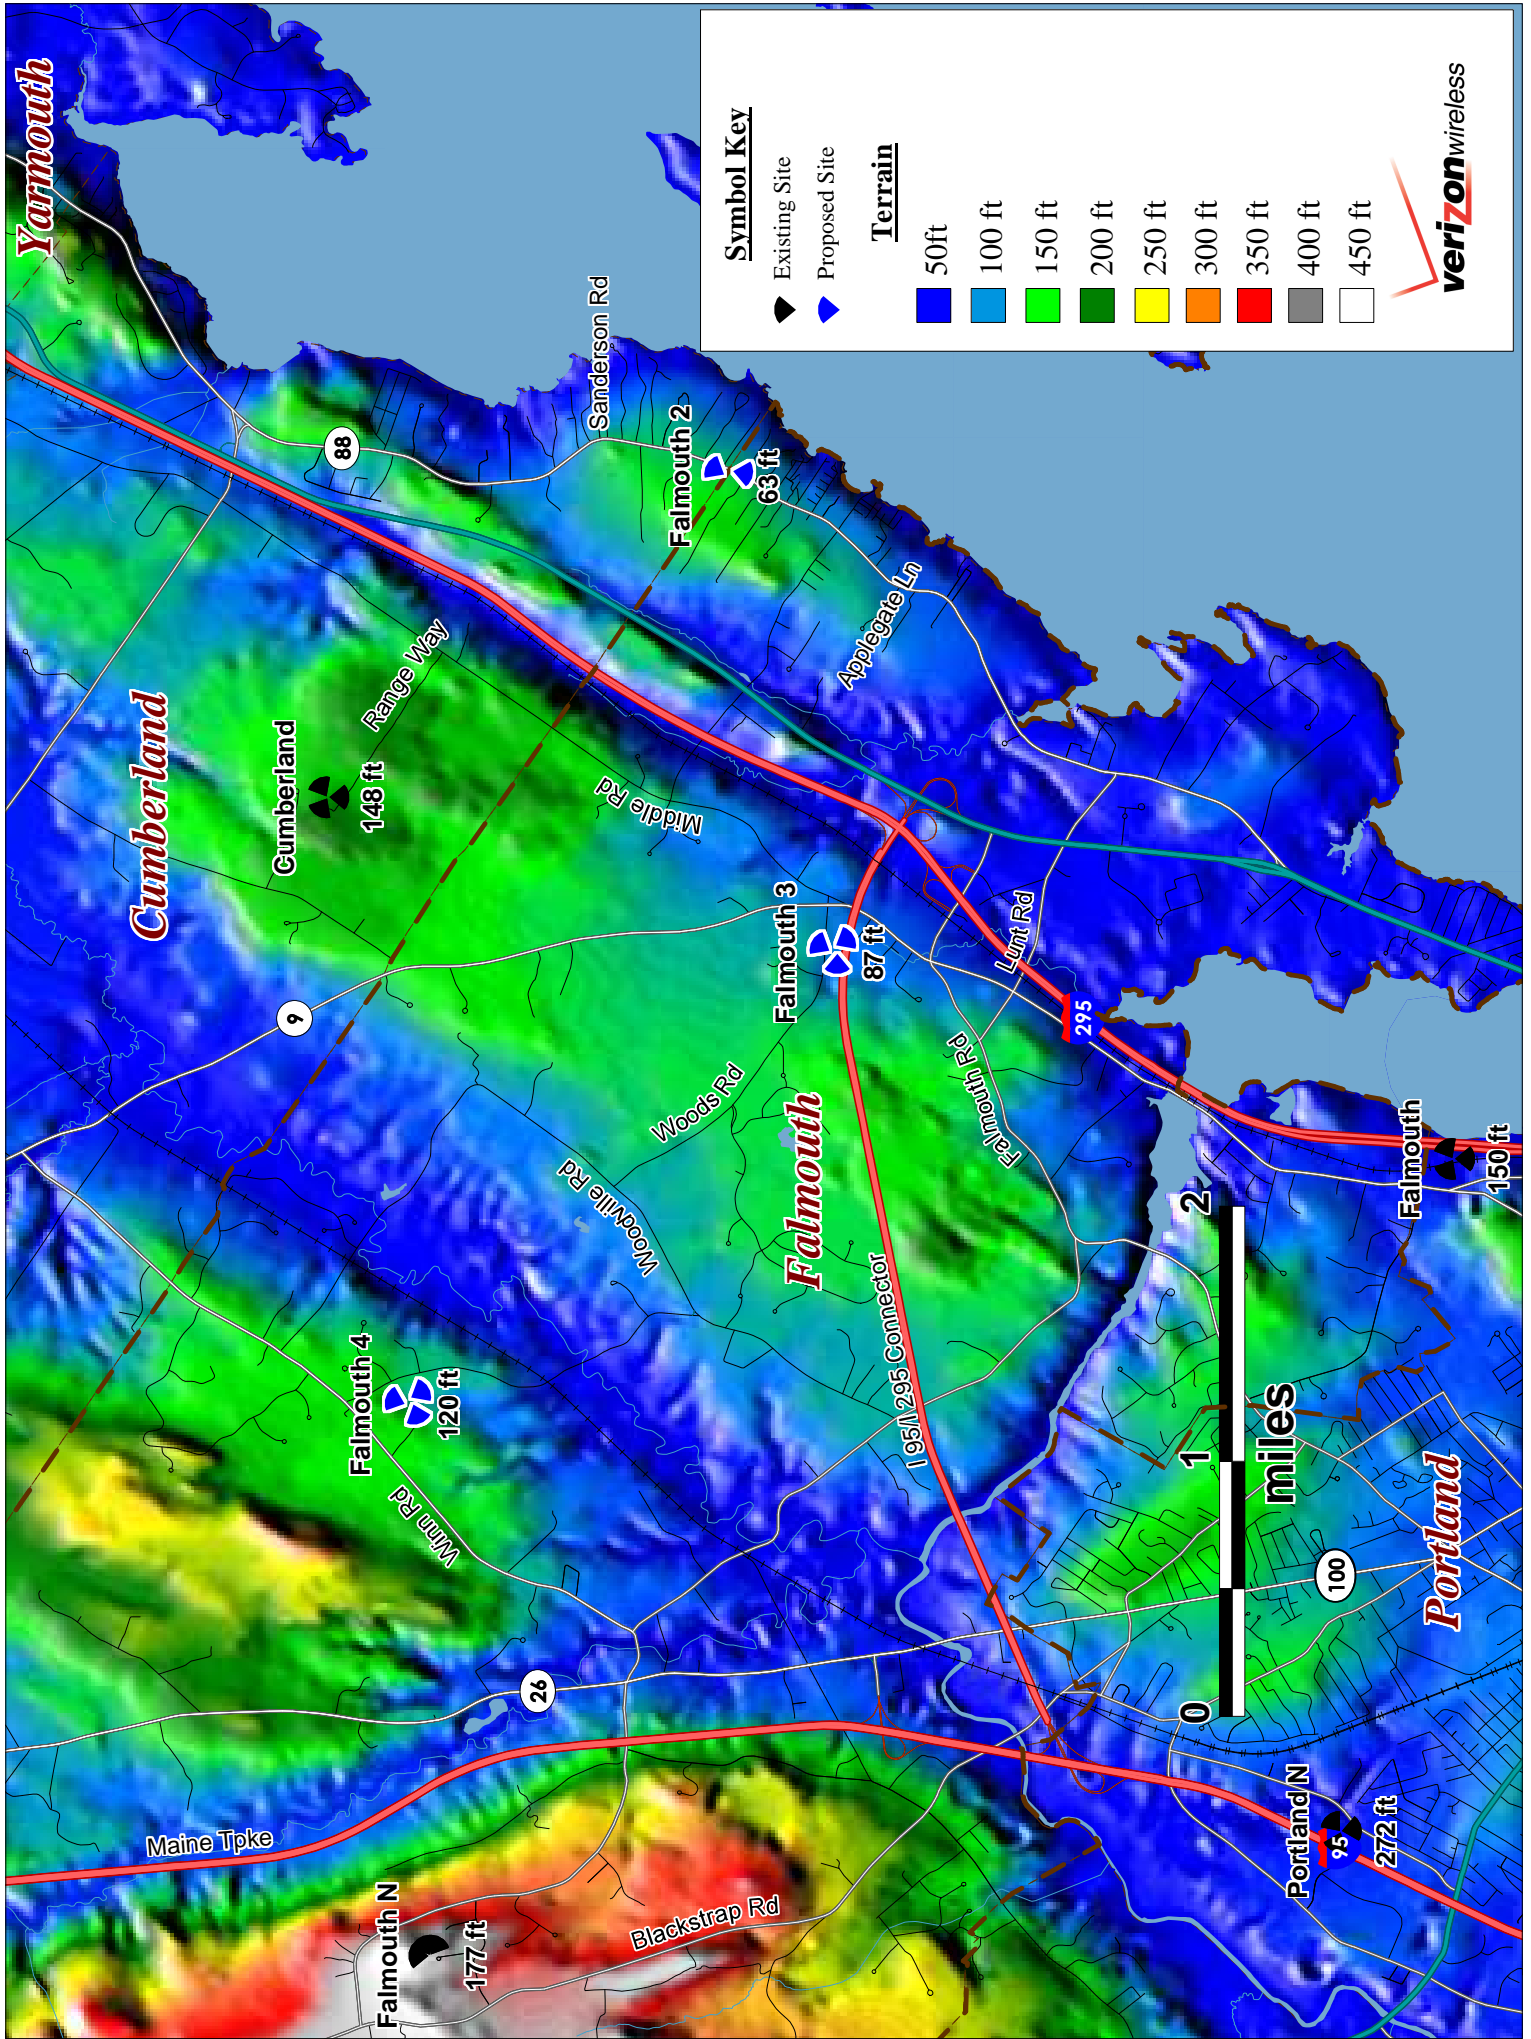 Yarmouth
Cumberland
Falmouth
Portland
Cumberland
148 ft
Falmouth 2
63 ft
Falmouth 3
87 ft
Falmouth 4
120 ft
Falmouth N
177 ft
Portland N
272 ft
Falmouth
150 ft
Sanderson Rd
Range Way
Middle Rd
Applegate Ln
Lunt Rd
Falmouth Rd
Woods Rd
Woodville Rd
Winn Rd
I 95/I 295 Connector
Maine Tpke
Blackstrap Rd
88
9
26
100
295
95
0 1 2
miles
Symbol Key
Existing Site
Proposed Site
Terrain
50ft
100 ft
150 ft
200 ft
250 ft
300 ft
350 ft
400 ft
450 ft
verizonwireless